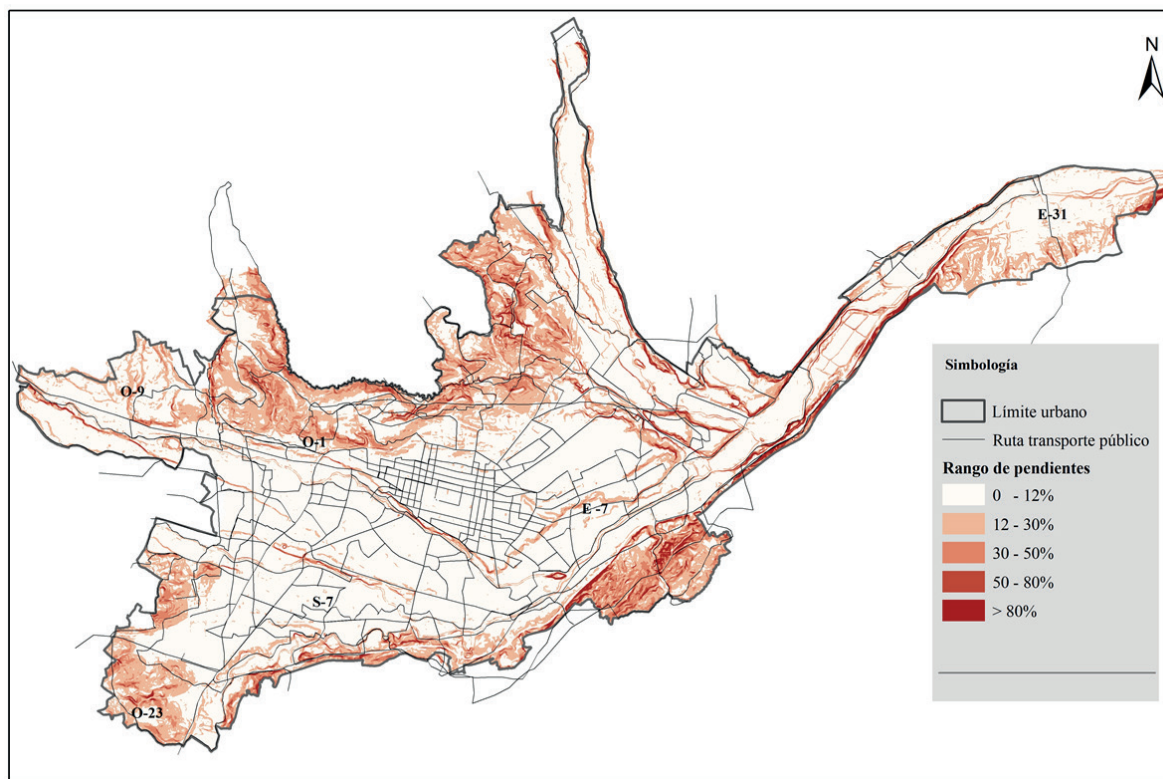 N
E-31
O-9
O-1
E -7
S-7
O-23
Simbología
Límite urbano
Ruta transporte público
Rango de pendientes
0 - 12%
12 - 30%
30 - 50%
50 - 80%
> 80%